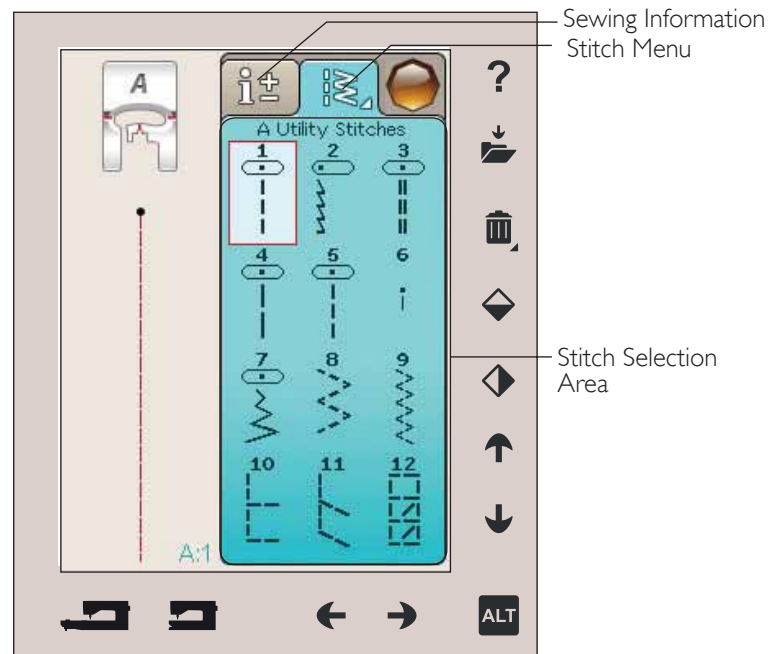 Sewing Information
Stitch Menu
?
A
i±
A Utility Stitches
1 2 3
4 5 6
i
7 8 9
Stitch Selection
Area
10 11 12
A:1
ALT